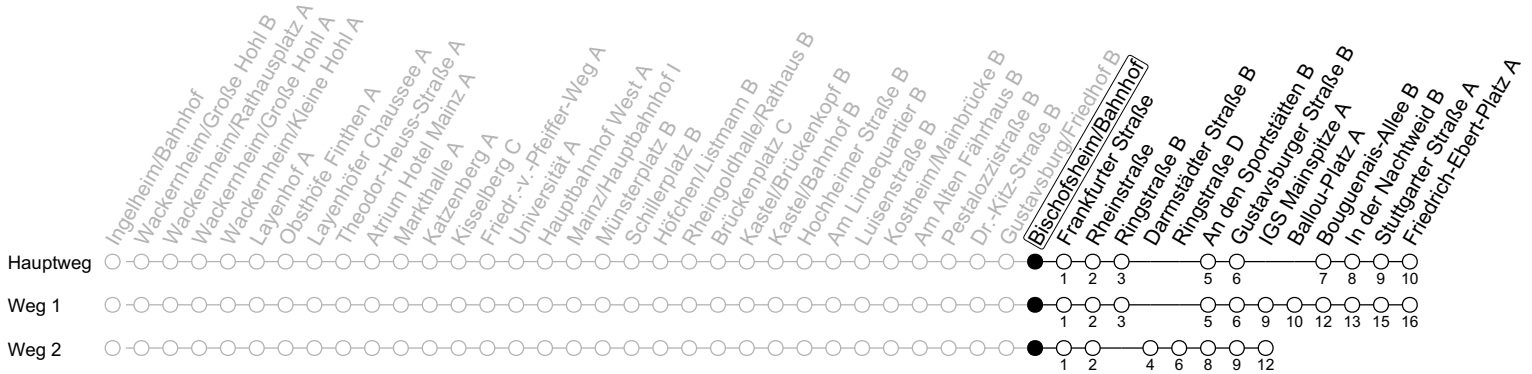 Ingelheim/Bahnhof
Wackernheim/Große Hohl B
Wackernheim/Rathausplatz A
Wackernheim/Große Hohl A
Wackernheim/Kleine Hohl A
Layenhof A
Obsthöfe Finthen A
Layenhöfer Chaussee A
Theodor-Heuss-Straße A
Atrium Hotel Mainz A
Markthalle A
Katzenberg A
Kisselberg C
Friedr.-v.-Pfeiffer-Weg A
Universität A
Hauptbahnhof West A
Mainz/Hauptbahnhof I
Münsterplatz B
Schillerplatz B
Höfchen/Listmann B
Rheingoldhalle/Rathaus B
Brückenplatz C
Kastel/Brückenkopf B
Kastel/Bahnhof B
Hochheimer Straße B
Am Lindequartier B
Luisenstraße B
Kostheim/Mainbrücke B
Am Alten Fährhaus B
Pestalozzistraße B
Dr.-Kitz-Straße B
Gustavsburg/Friedhof B
Bischofsheim/Bahnhof
Frankfurter Straße
Rheinstraße
Ringstraße B
Darmstädter Straße B
Ringstraße D
An den Sportstätten B
Gustavsburger Straße B
IGS Mainspitze A
Ballou-Platz A
Bouguenais-Allee B
In der Nachtweid B
Stuttgarter Straße A
Friedrich-Ebert-Platz A
Hauptweg
1 2 3 5 6 7 8 9 10
Weg 1
1 2 3 5 6 9 10 12 13 15 16
Weg 2
1 2 4 6 8 9 12